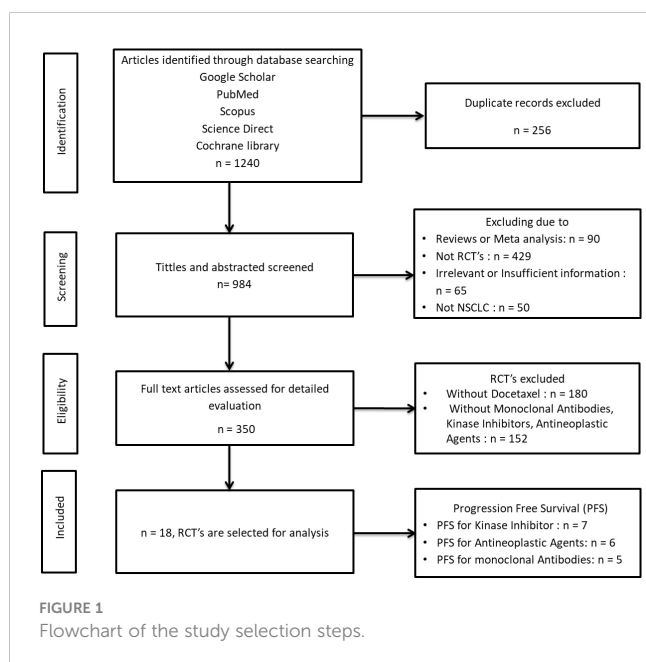 Identification
Articles identified through database searching
Google Scholar
PubMed
Scopus
Science Direct
Cochrane library
n = 1240
Duplicate records excluded
n = 256
Screening
Tittles and abstracted screened
n= 984
Excluding due to
• Reviews or Meta analysis: n = 90
• Not RCT's : n = 429
• Irrelevant or Insufficient information :
n = 65
• Not NSCLC : n = 50
Eligibility
Full text articles assessed for detailed
evaluation
n = 350
RCT's excluded
• Without Docetaxel : n = 180
• Without Monoclonal Antibodies,
Kinase Inhibitors, Antineoplastic
Agents : n = 152
Included
n = 18, RCT's are selected for analysis
Progression Free Survival (PFS)
• PFS for Kinase Inhibitor : n = 7
• PFS for Antineoplastic Agents : n = 6
• PFS for monoclonal Antibodies: n = 5
FIGURE 1
Flowchart of the study selection steps.